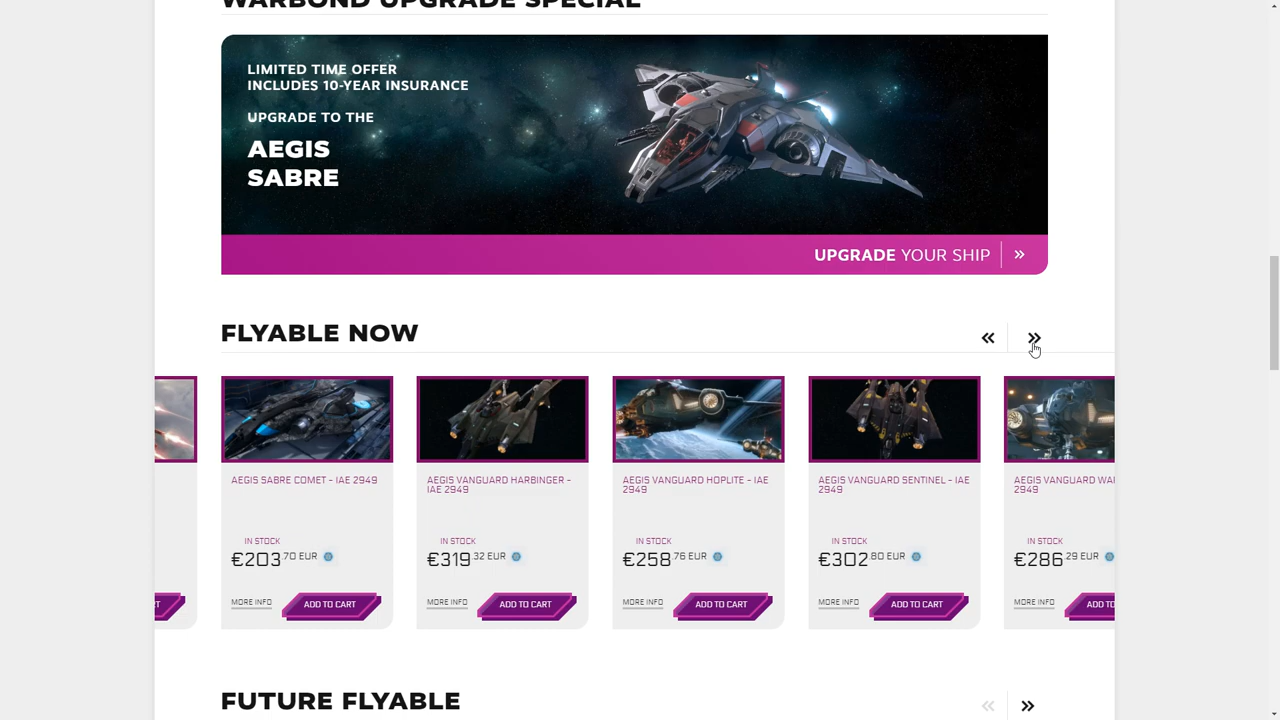 WARBOND UPGRADE SPECIAL
LIMITED TIME OFFER
INCLUDES 10-YEAR INSURANCE
UPGRADE TO THE
AEGIS
SABRE
UPGRADE YOUR SHIP »
FLYABLE NOW
« »
AEGIS SABRE COMET - IAE 2949
IN STOCK
€203.70 EUR
MORE INFO
ADD TO CART
AEGIS VANGUARD HARBINGER -
IAE 2949
IN STOCK
€319.32 EUR
MORE INFO
ADD TO CART
AEGIS VANGUARD HOPLITE - IAE
2949
IN STOCK
€258.76 EUR
MORE INFO
ADD TO CART
AEGIS VANGUARD SENTINEL - IAE
2949
IN STOCK
€302.80 EUR
MORE INFO
ADD TO CART
AEGIS VANGUARD WA
2949
IN STOCK
€286.29 EUR
MORE INFO
ADD TO
FUTURE FLYABLE
« »